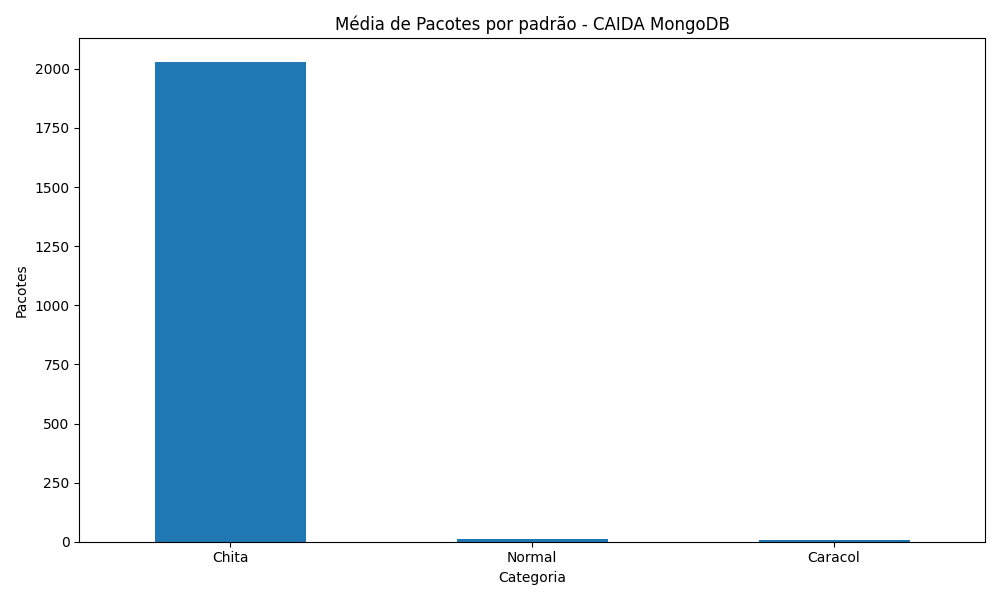 Média de Pacotes por padrão - CAIDA MongoDB
Pacotes
2000
1750
1500
1250
1000
750
500
250
0
Chita
Normal
Caracol
Categoria